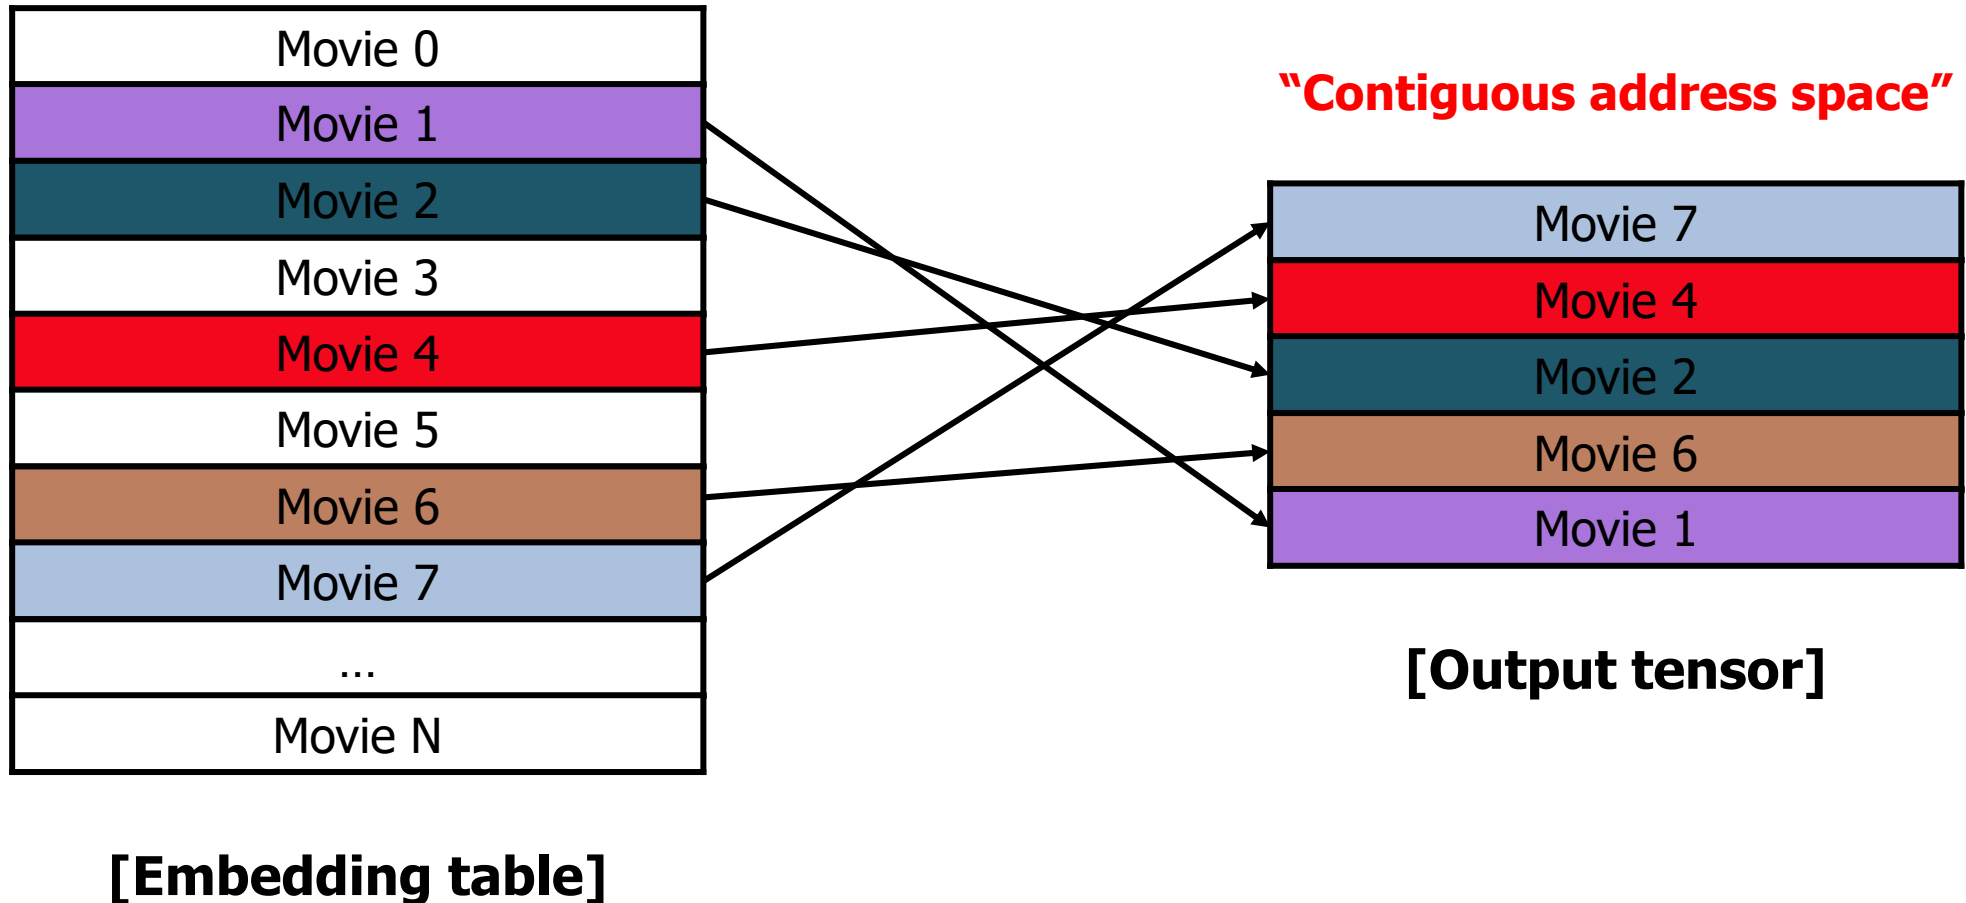 Movie 0
Movie 1
Movie 2
Movie 3
Movie 4
Movie 5
Movie 6
Movie 7
...
Movie N
[Embedding table]
“Contiguous address space”
Movie 7
Movie 4
Movie 2
Movie 6
Movie 1
[Output tensor]